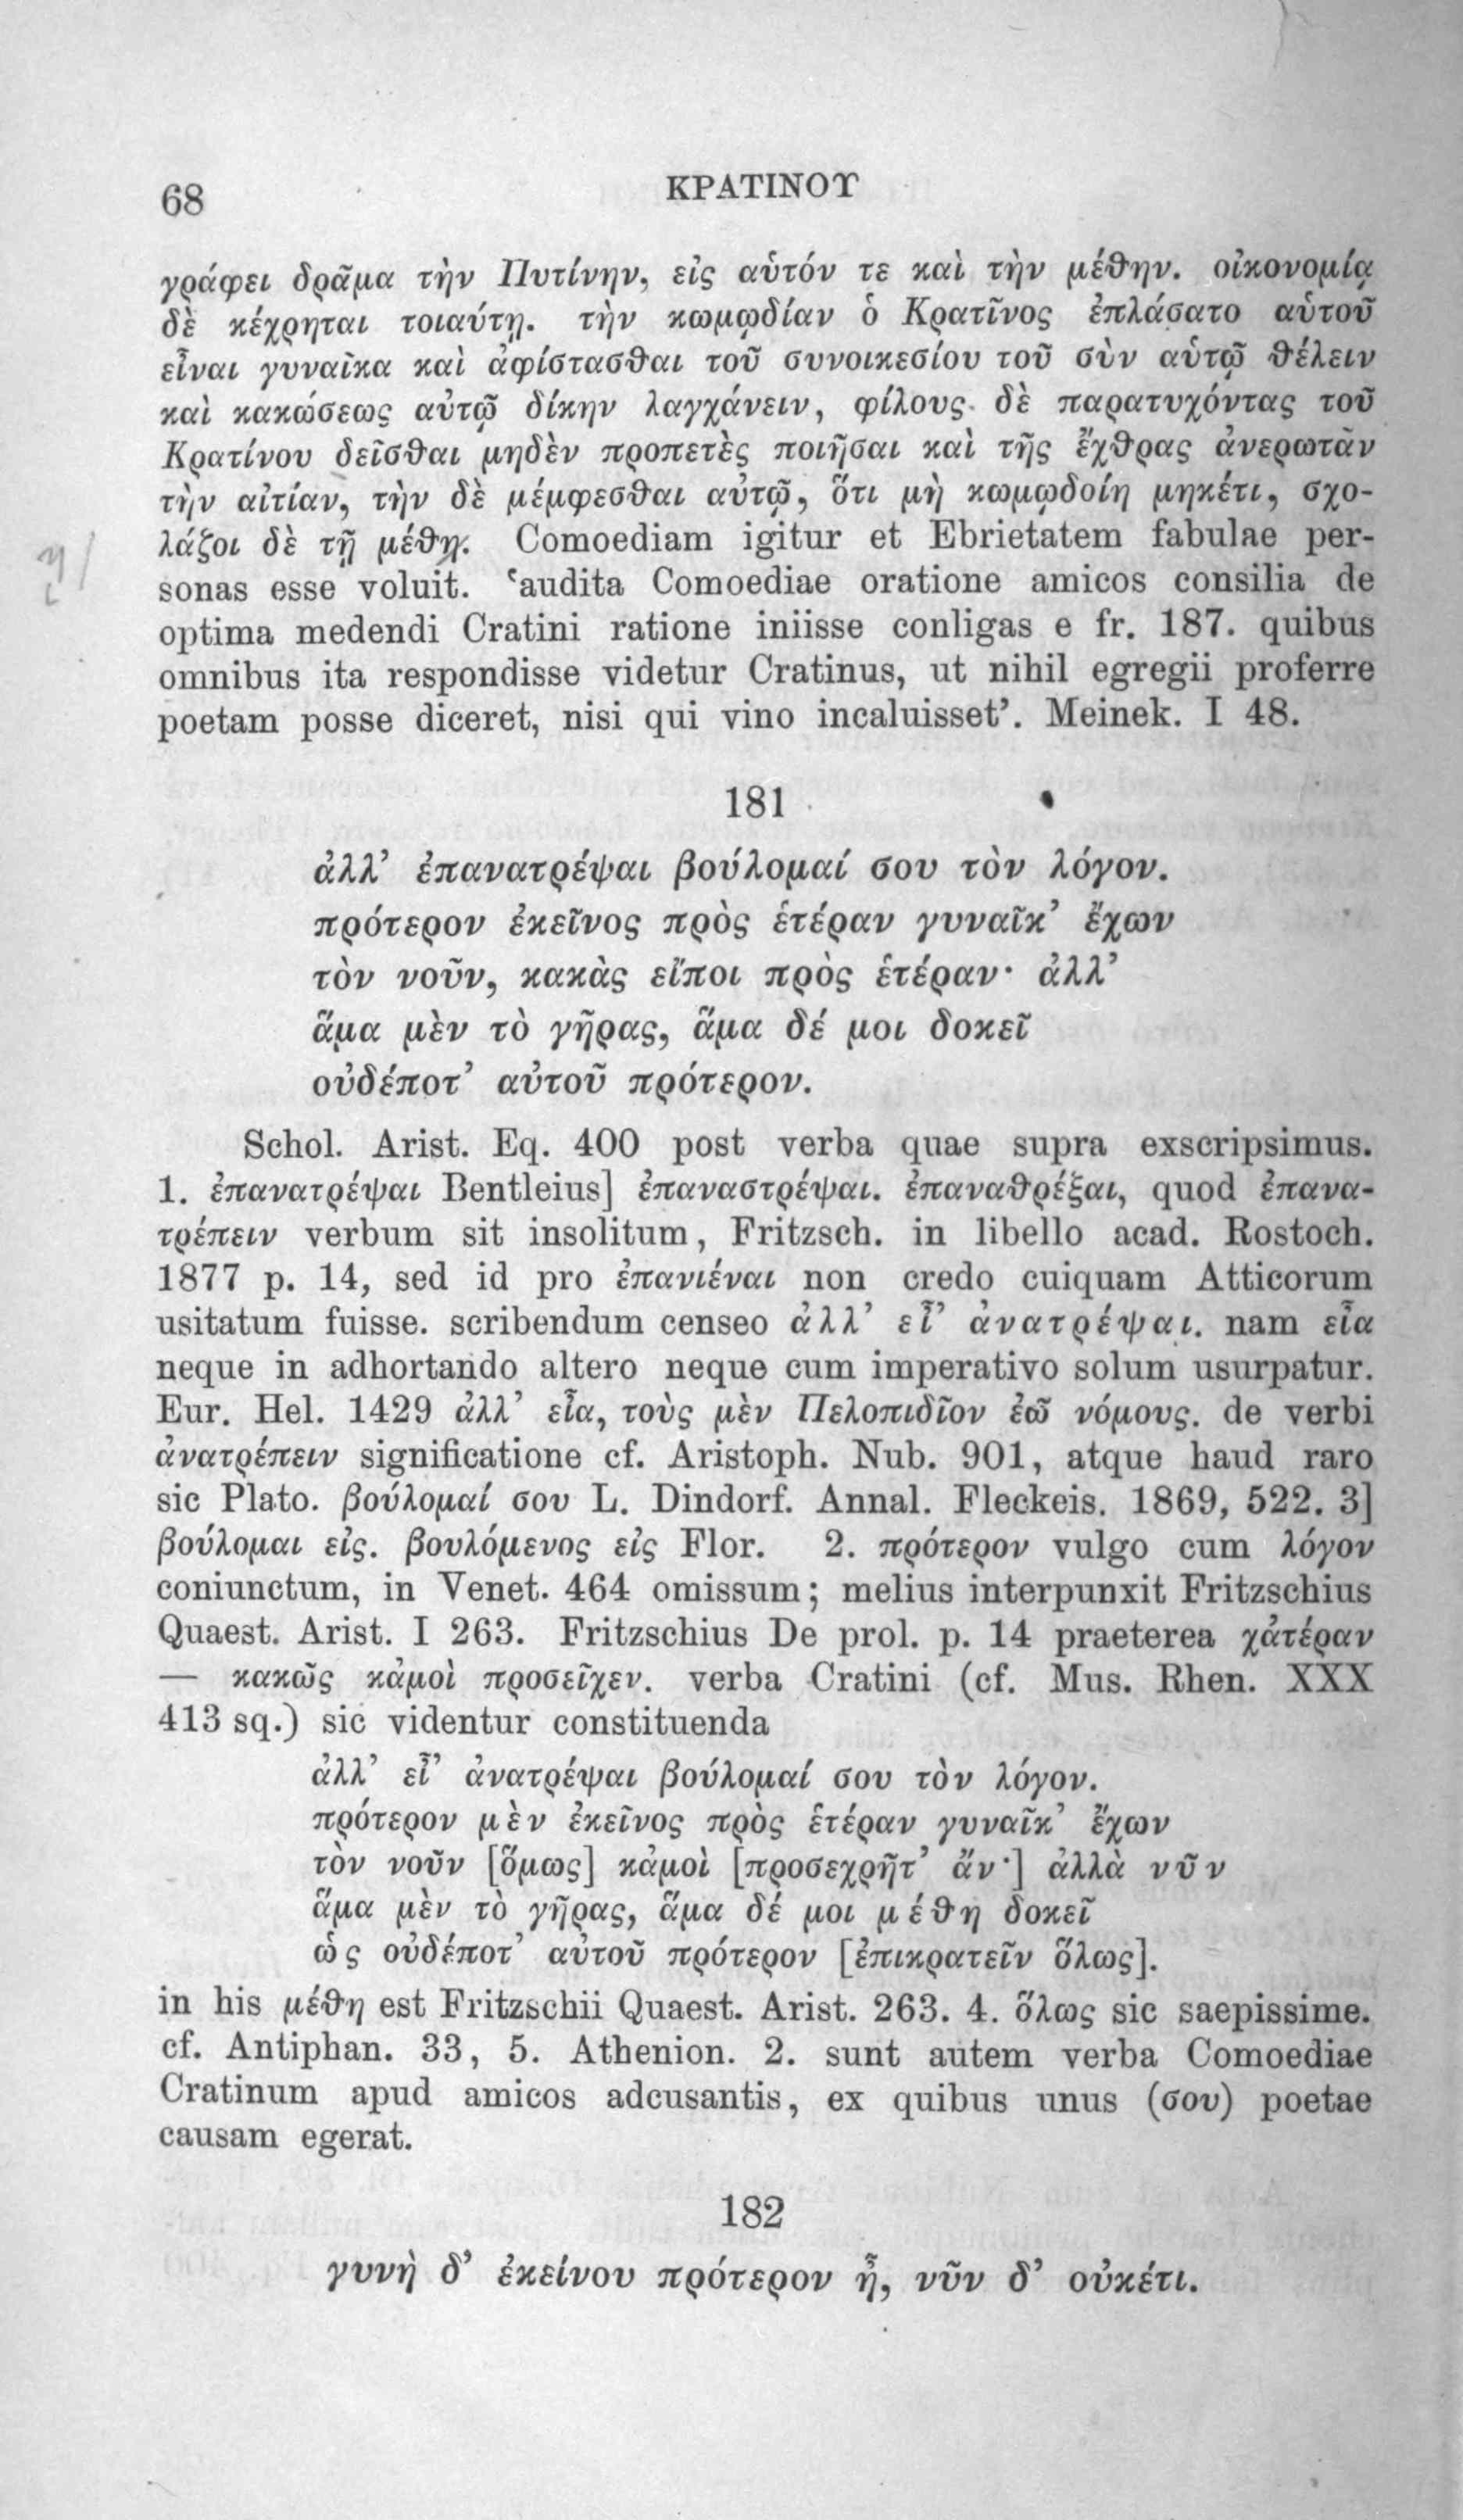 68
ΚΡΑΤΙΝΟΥ
γράφει δρᾶμα τὴν Πυτίνην, εἰς αὑτόν τε καὶ τὴν μέθην. οἰκονομίᾳ
δὲ κέχρηται τοιαύτῃ. τὴν κωμῳδίαν ὁ Κρατῖνος ἐπλάσατο αὑτοῦ
εἶναι γυναῖκα καὶ ἀφίστασθαι τοῦ συνοικεσίου τοῦ σὺν αὑτῷ θέλειν
καὶ κακώσεως αὐτῷ δίκην λαγχάνειν, φίλους δὲ παρατυχόντας τοῦ
Κρατίνου δεῖσθαι μηδὲν προπετὲς ποιῆσαι καὶ τῆς ἔχθρας ἀνερωτᾶν
τὴν αἰτίαν, τὴν δὲ μέμφεσθαι αὐτῷ, ὅτι μὴ κωμῳδοίη μηκέτι, σχο-
λάζοι δὲ τῇ μέθῃ. Comoediam igitur et Ebrietatem fabulae per-
sonas esse voluit. ‘audita Comoediae oratione amicos consilia de
optima medendi Cratini ratione iniisse conligas e fr. 187. quibus
omnibus ita respondisse videtur Cratinus, ut nihil egregii proferre
poetam posse diceret, nisi qui vino incaluisset’. Meinek. I 48.
181
ἀλλ’ ἐπανατρέψαι βούλομαί σου τὸν λόγον.
πρότερον ἐκεῖνος πρὸς ἑτέραν γυναῖκ’ ἔχων
τὸν νοῦν, κακὰς εἴποι πρὸς ἑτέραν· ἀλλ’
ἅμα μὲν τὸ γῆρας, ἅμα δέ μοι δοκεῖ
οὐδέποτ’ αὐτοῦ πρότερον.
Schol. Arist. Eq. 400 post verba quae supra exscripsimus.
1. ἐπανατρέψαι Bentleius] ἐπαναστρέψαι. ἐπαναθρέξαι, quod ἐπανα-
τρέπειν verbum sit insolitum, Fritzsch. in libello acad. Rostoch.
1877 p. 14, sed id pro ἐπανιέναι non credo cuiquam Atticorum
usitatum fuisse. scribendum censeo ἀλλ’ εἶ’ ἀνατρέψαι. nam εἶα
neque in adhortando altero neque cum imperativo solum usurpatur.
Eur. Hel. 1429 ἀλλ’ εἶα, τοὺς μὲν Πελοπιδῖον ἐῶ νόμους. de verbi
ἀνατρέπειν significatione cf. Aristoph. Nub. 901, atque haud raro
sic Plato. βούλομαί σου L. Dindorf. Annal. Fleckeis. 1869, 522. 3]
βούλομαι εἰς. βουλόμενος εἰς Flor. 2. πρότερον vulgo cum λόγον
coniunctum, in Venet. 464 omissum; melius interpunxit Fritzschius
Quaest. Arist. I 263. Fritzschius De prol. p. 14 praeterea χἀτέραν
— κακῶς κἀμοὶ προσεῖχεν. verba Cratini (cf. Mus. Rhen. XXX
413 sq.) sic videntur constituenda
ἀλλ’ εἶ’ ἀνατρέψαι βούλομαί σου τὸν λόγον.
πρότερον μὲν ἐκεῖνος πρὸς ἑτέραν γυναῖκ’ ἔχων
τὸν νοῦν [ὅμως] κἀμοὶ [προσεχρῆτ’ ἄν·] ἀλλὰ νῦν
ἅμα μὲν τὸ γῆρας, ἅμα δέ μοι μέθη δοκεῖ
ὡς οὐδέποτ’ αὐτοῦ πρότερον [ἐπικρατεῖν ὅλως].
in his μέθη est Fritzschii Quaest. Arist. 263. 4. ὅλως sic saepissime.
cf. Antiphan. 33, 5. Athenion. 2. sunt autem verba Comoediae
Cratinum apud amicos adcusantis, ex quibus unus (σου) poetae
causam egerat.
182
γυνὴ δ’ ἐκείνου πρότερον ἦ, νῦν δ’ οὐκέτι.